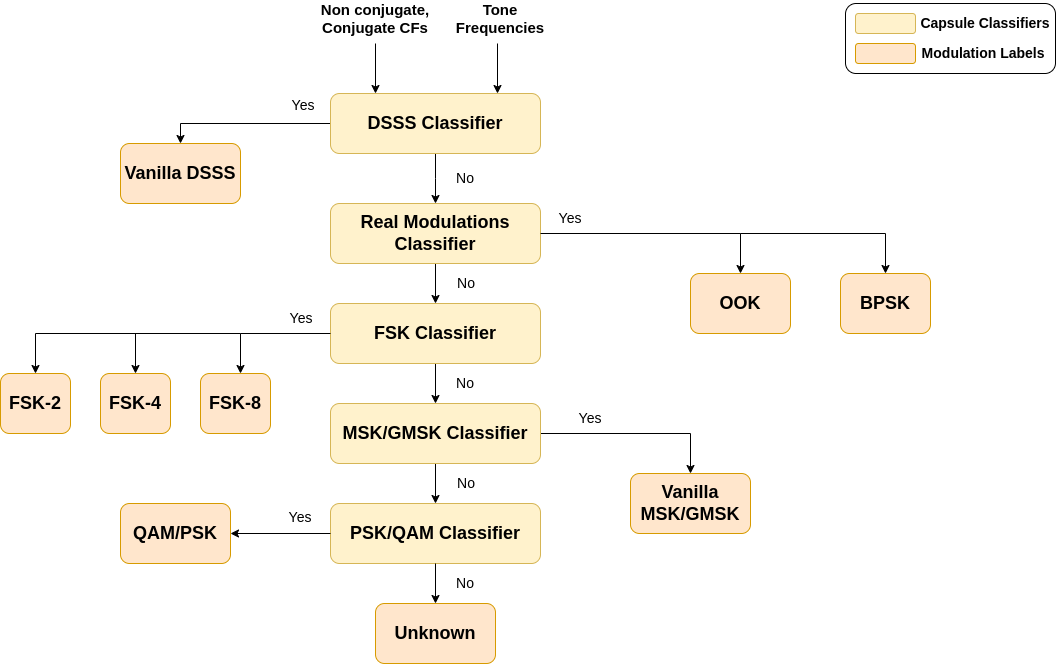 Non conjugate,
Conjugate CFs
Tone
Frequencies
Capsule Classifiers
Modulation Labels
Yes
DSSS Classifier
Vanilla DSSS
No
Real Modulations
Classifier
Yes
No
OOK
BPSK
Yes
FSK Classifier
No
FSK-2
FSK-4
FSK-8
MSK/GMSK Classifier
Yes
No
Vanilla
MSK/GMSK
QAM/PSK
Yes
PSK/QAM Classifier
No
Unknown